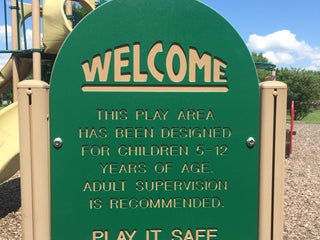 WELCOME
THIS PLAY AREA
HAS BEEN DESIGNED
FOR CHILDREN 5-12
YEARS OF AGE.
ADULT SUPERVISION
IS RECOMMENDED.
PLAY IT SAFE